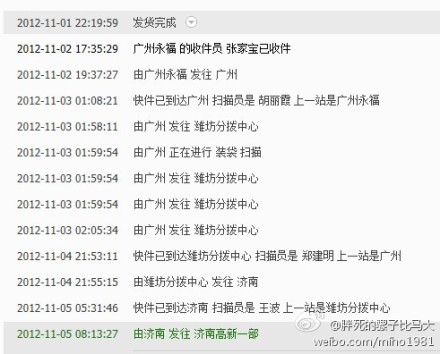 2012-11-01 22:19:59 发货完成
2012-11-02 17:35:29 广州永福 的收件员 张家宝已收件
2012-11-02 19:37:27 由广州永福 发往 广州
2012-11-03 01:08:21 快件已到达广州 扫描员是 胡丽霞 上一站是广州永福
2012-11-03 01:58:11 由广州 发往 潍坊分拨中心
2012-11-03 01:59:54 由广州 正在进行 装袋 扫描
2012-11-03 01:59:54 由广州 发往 潍坊分拨中心
2012-11-03 01:59:54 由广州 发往 潍坊分拨中心
2012-11-03 02:05:34 由广州 发往 潍坊分拨中心
2012-11-04 21:53:11 快件已到达潍坊分拨中心 扫描员是 郑建明 上一站是广州
2012-11-04 21:55:15 由潍坊分拨中心 发往 济南
2012-11-05 05:31:46 快件已到达济南 扫描员是 王波 上一站是潍坊分拨中心
2012-11-05 08:13:27 由济南 发往 济南高新一部
@胖死的骡子比马大
weibo.com/miho1981